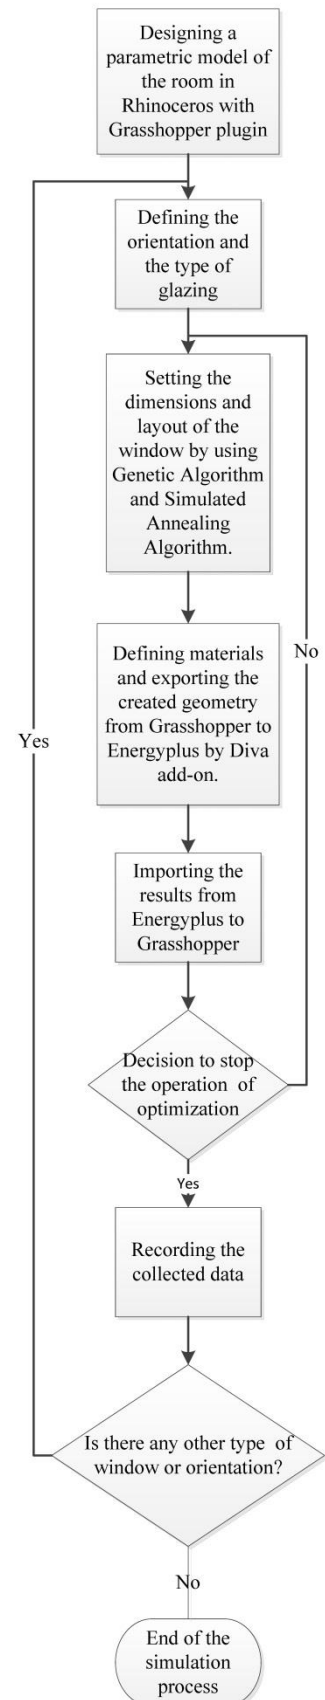 Designing a
parametric model of
the room in
Rhinoceros with
Grasshopper plugin
Defining the
orientation and
the type of
glazing
Setting the
dimensions and
layout of the
window by using
Genetic Algorithm
and Simulated
Annealing
Algorithm.
No
Defining materials
and exporting the
created geometry
from Grasshopper to
Energyplus by Diva
add-on.
Yes
Importing the
results from
Energyplus to
Grasshopper
Decision to stop
the operation of
optimization
Yes
Recording the
collected data
Is there any other type of
window or orientation?
No
End of the
simulation
process